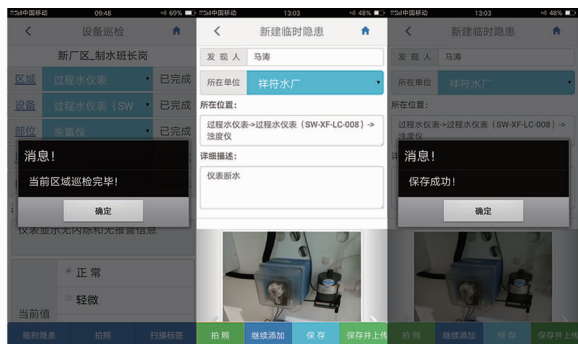 中国移动 09:48 69%
设备巡检
新厂区_制水班长岗
区域 过程水仪表 已完成
设备 过程水仪表（SW 已完成
部位 余氯仪 已完成
消息！
当前区域巡检完毕！
确定
仪表显示无闪烁和无报警信息
正常
轻微
当前值
临时隐患 拍照 扫描标签
中国移动 13:03 48%
新建临时隐患
发现人 马涛
所在单位 祥符水厂
所在位置：
过程水仪表->过程水仪表（SW-XF-LC-008）->
浊度仪
详细描述：
仪表断水
拍照 继续添加 保存 保存并上传
中国移动 13:03 48%
新建临时隐患
发现人 马涛
所在单位 祥符水厂
所在位置：
过程水仪表->过程水仪表（SW-XF-LC-008）->
消息！
保存成功！
确定
拍照 继续添加 保存 保存并上传